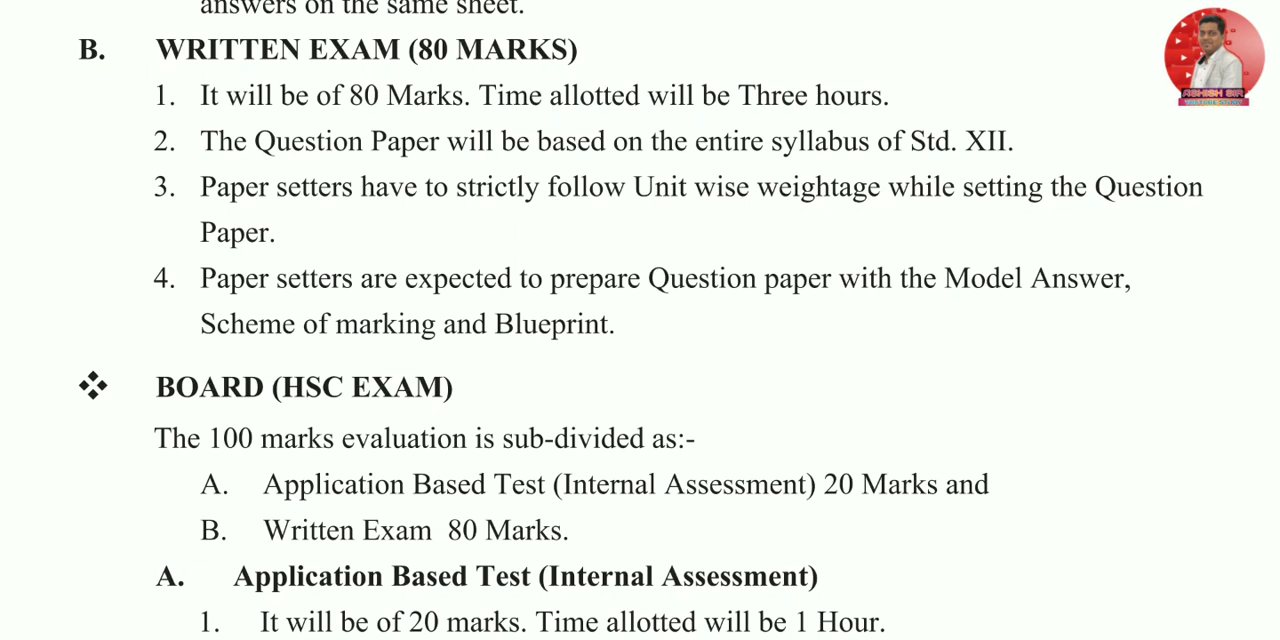 answers on the same sheet.
B. WRITTEN EXAM (80 MARKS)
1. It will be of 80 Marks. Time allotted will be Three hours.
2. The Question Paper will be based on the entire syllabus of Std. XII.
3. Paper setters have to strictly follow Unit wise weightage while setting the Question
Paper.
4. Paper setters are expected to prepare Question paper with the Model Answer,
Scheme of marking and Blueprint.
❖ BOARD (HSC EXAM)
The 100 marks evaluation is sub-divided as:-
A. Application Based Test (Internal Assessment) 20 Marks and
B. Written Exam 80 Marks.
A. Application Based Test (Internal Assessment)
1. It will be of 20 marks. Time allotted will be 1 Hour.
ASHISH SIR